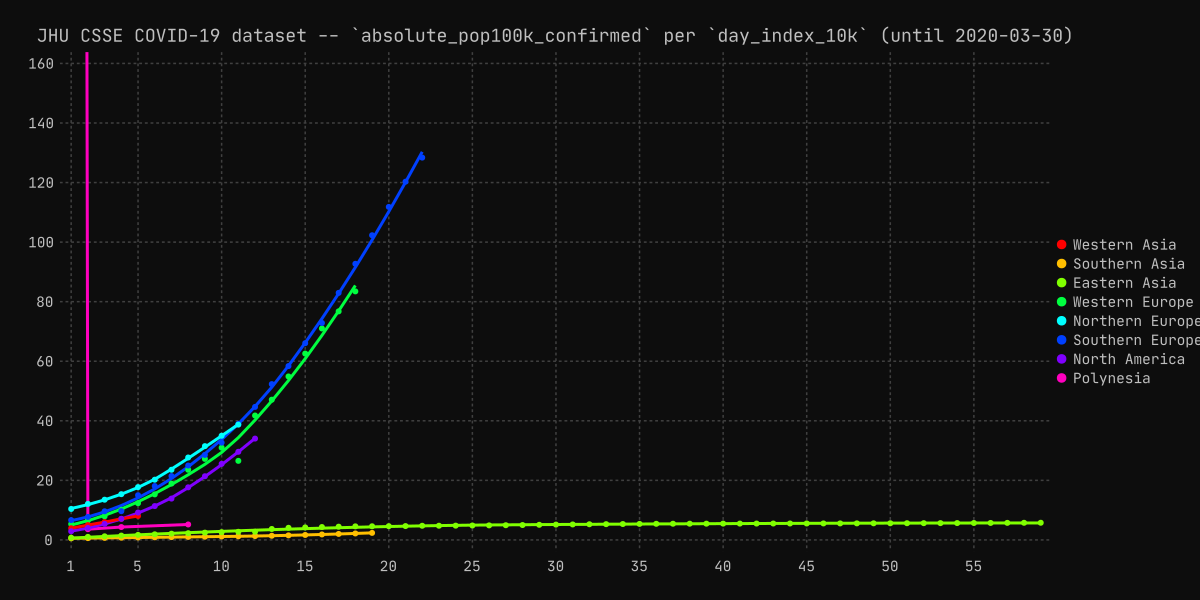 JHU CSSE COVID-19 dataset -- `absolute_pop100k_confirmed` per `day_index_10k` (until 2020-03-30)
160
140
120
100
80
60
40
20
0
1 5 10 15 20 25 30 35 40 45 50 55
Western Asia
Southern Asia
Eastern Asia
Western Europe
Northern Europe
Southern Europe
North America
Polynesia